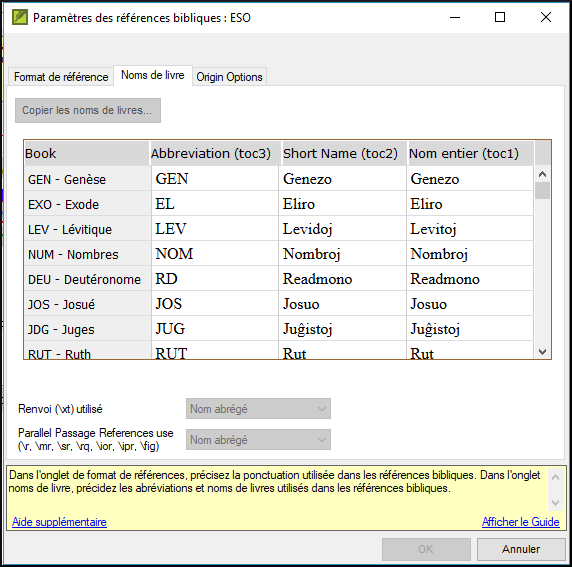 Paramètres des références bibliques : ESO
Format de référence Noms de livre Origin Options
Copier les noms de livres...
Book Abbreviation (toc3) Short Name (toc2) Nom entier (toc1)
GEN - Genèse GEN Genezo Genezo
EXO - Exode EL Eliro Eliro
LEV - Lévitique LEV Levidoj Levitoj
NUM - Nombres NOM Nombroj Nombroj
DEU - Deutéronome RD Readmono Readmono
JOS - Josué JOS Josuo Josuo
JDG - Juges JUG Juĝistoj Juĝistoj
RUT - Ruth RUT Rut Rut
Renvoi (\xt) utilisé Nom abrégé
Parallel Passage References use
(\r, \mr, \sr, \rq, \ior, \ipr, \fig) Nom abrégé
Dans l'onglet de format de références, précisez la ponctuation utilisée dans les références bibliques. Dans l'onglet
noms de livre, précidez les abréviations et noms de livres utilisés dans les références bibliques.
Aide supplémentaire Afficher le Guide
OK Annuler